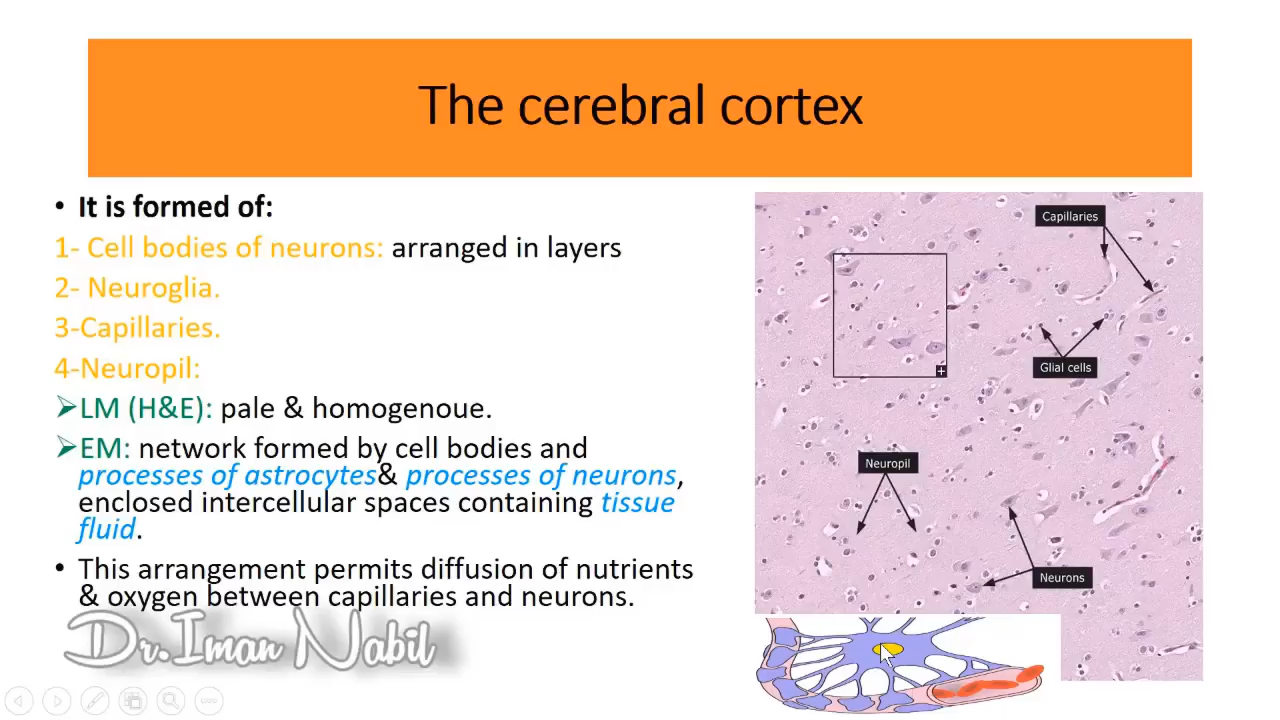 The cerebral cortex
• It is formed of:
1- Cell bodies of neurons: arranged in layers
2- Neuroglia.
3-Capillaries.
4-Neuropil:
➢LM (H&E): pale & homogenoue.
➢EM: network formed by cell bodies and
processes of astrocytes& processes of neurons,
enclosed intercellular spaces containing tissue
fluid.
• This arrangement permits diffusion of nutrients
& oxygen between capillaries and neurons.
Dr.Iman Nabil
Capillaries
Glial cells
Neuropil
Neurons